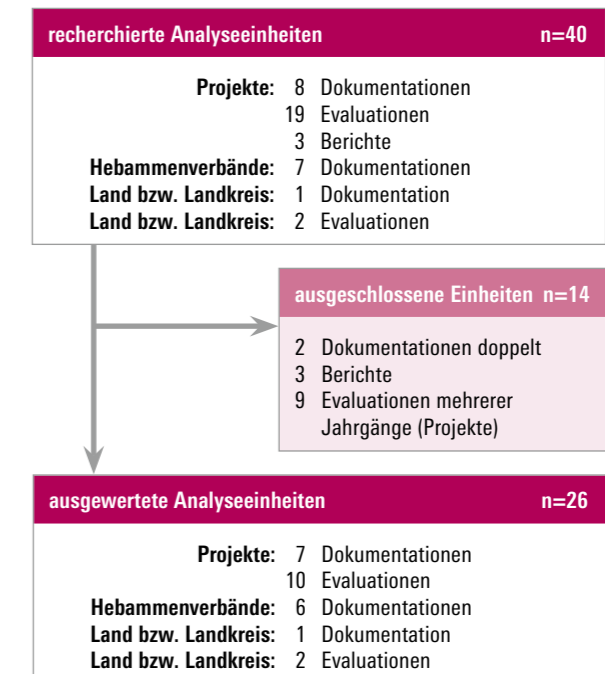 recherchierte Analyseeinheiten n=40
Projekte: 8 Dokumentationen
19 Evaluationen
3 Berichte
Hebammenverbände: 7 Dokumentationen
Land bzw. Landkreis: 1 Dokumentation
Land bzw. Landkreis: 2 Evaluationen
ausgeschlossene Einheiten n=14
2 Dokumentationen doppelt
3 Berichte
9 Evaluationen mehrerer
Jahrgänge (Projekte)
ausgewertete Analyseeinheiten n=26
Projekte: 7 Dokumentationen
10 Evaluationen
Hebammenverbände: 6 Dokumentationen
Land bzw. Landkreis: 1 Dokumentation
Land bzw. Landkreis: 2 Evaluationen